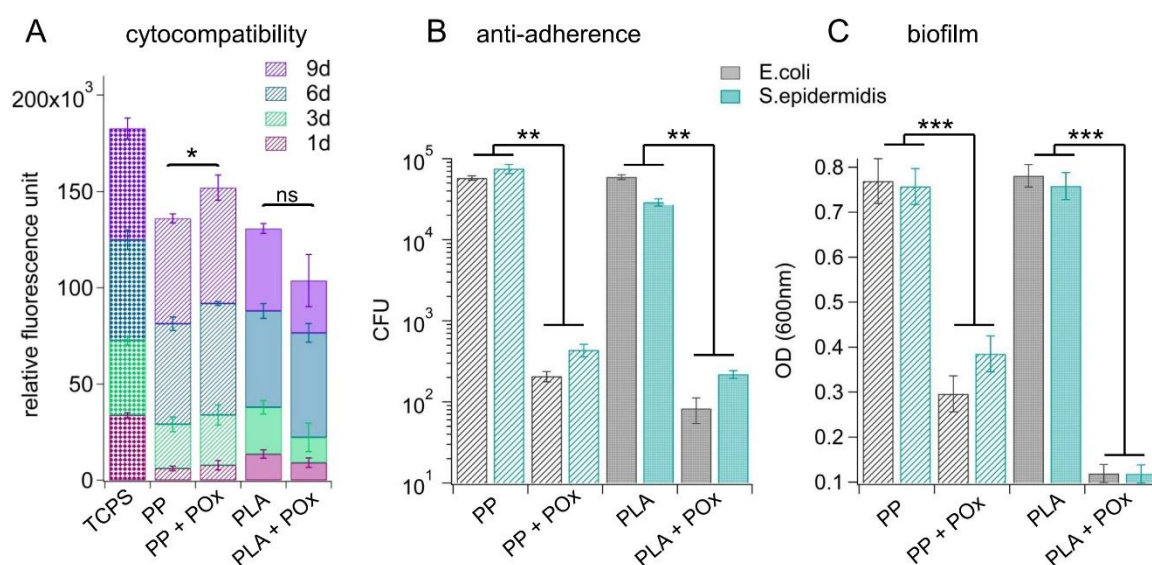 A cytocompatibility
B anti-adherence
C biofilm
9d
6d
3d
1d
E.coli
S.epidermidis
relative fluorescence unit
200x10³
150
100
50
0
*
ns
TCPS
PP
PP + POx
PLA
PLA + POx
CFU
10⁵
10⁴
10³
10²
10¹
**
**
PP
PP + POx
PLA
PLA + POx
OD (600nm)
0.8
0.7
0.6
0.5
0.4
0.3
0.2
0.1
***
***
PP
PP + POx
PLA
PLA + POx